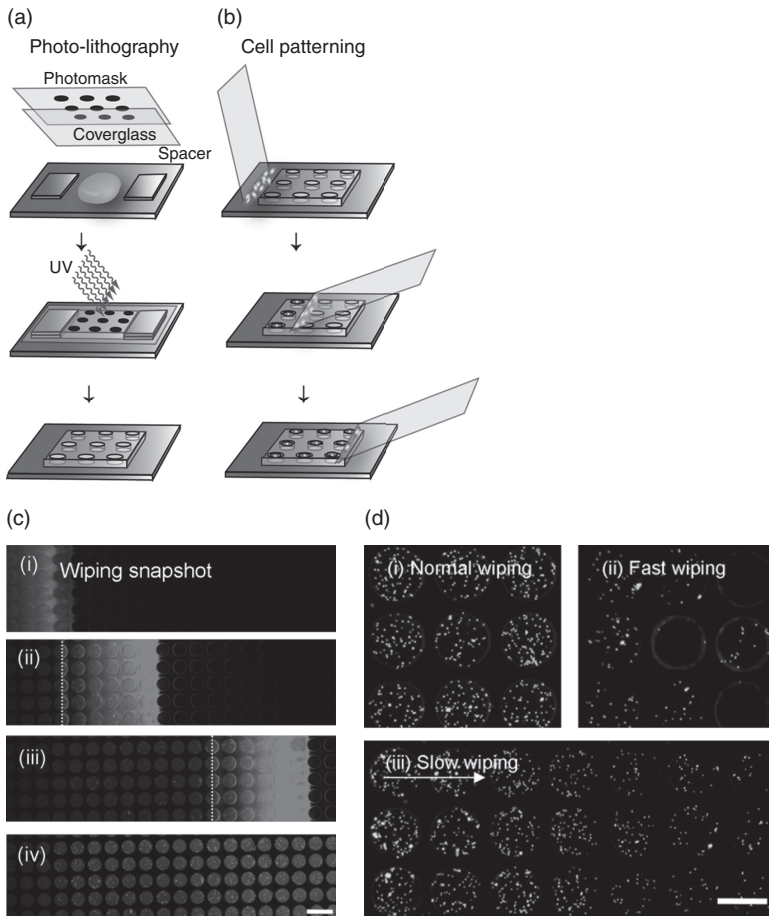 (a)
Photo-lithography
Photomask
Coverglass
Spacer
UV
(b)
Cell patterning
(c)
(i)
Wiping snapshot
(ii)
(iii)
(iv)
(d)
(i) Normal wiping
(ii) Fast wiping
(iii) Slow wiping